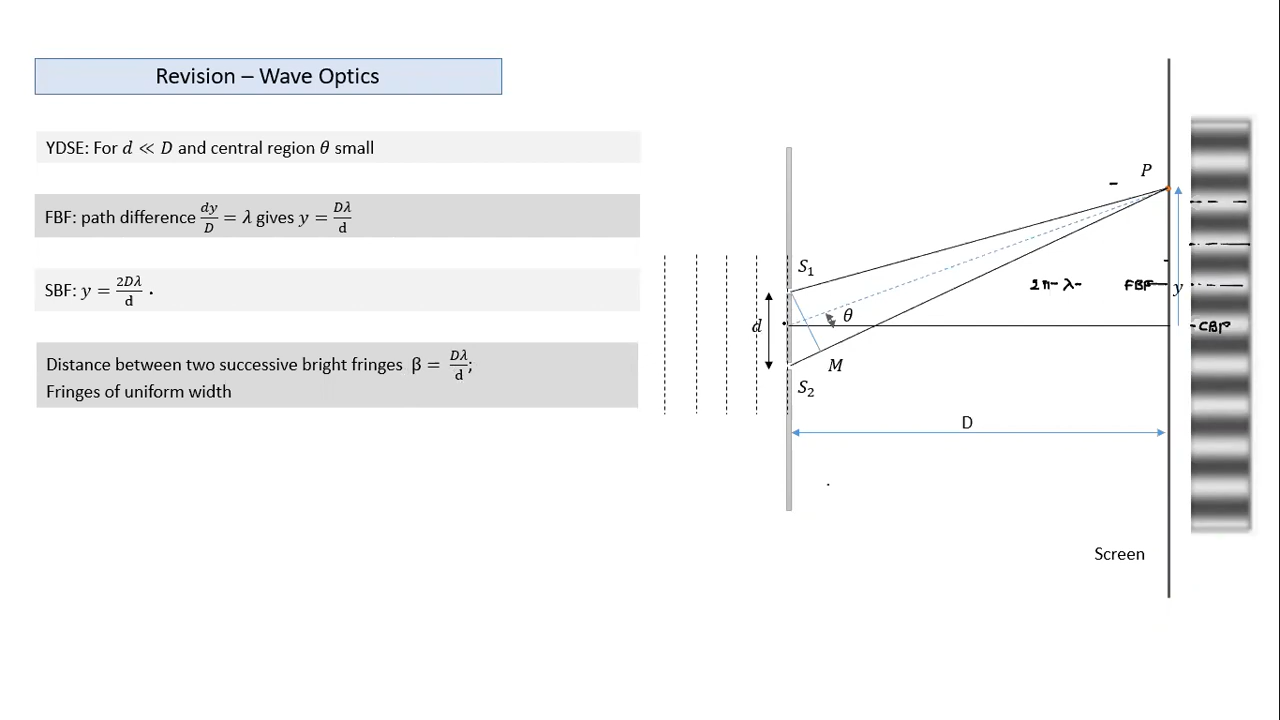 Revision – Wave Optics
YDSE: For d ≪ D and central region θ small
FBF: path difference dy/D = λ gives y = Dλ/d
SBF: y = 2Dλ/d .
Distance between two successive bright fringes β = Dλ/d;
Fringes of uniform width
P
S₁
2π - λ -
FBF
y
d
θ
CBF
M
S₂
D
Screen